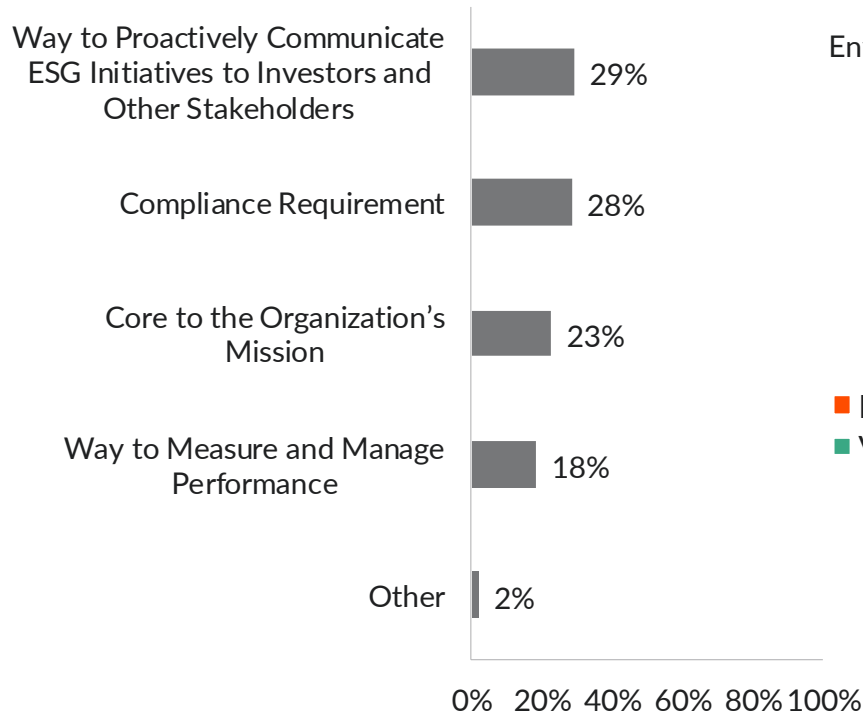 Way to Proactively Communicate
ESG Initiatives to Investors and
Other Stakeholders
29%
Compliance Requirement
28%
Core to the Organization’s
Mission
23%
Way to Measure and Manage
Performance
18%
Other
2%
0% 20% 40% 60% 80% 100%